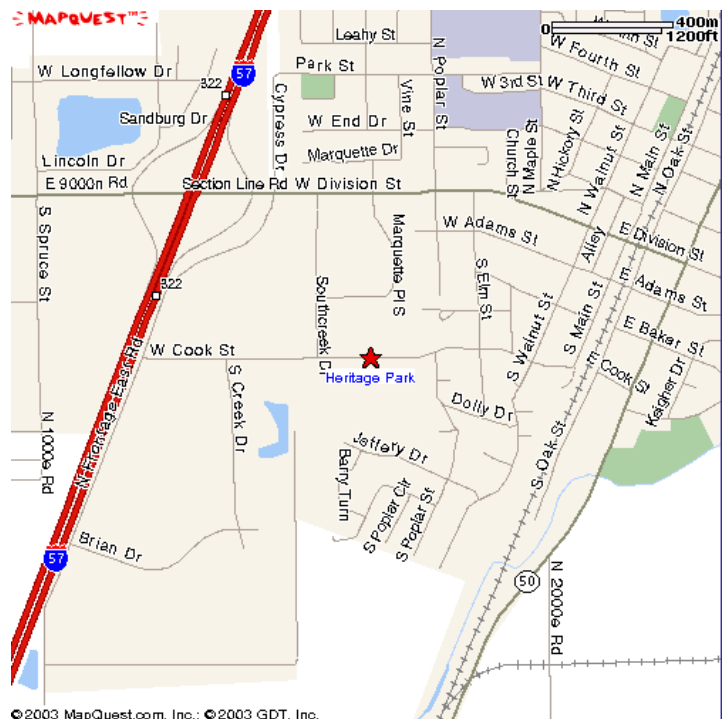 MAPQUEST™
0 400m
1200ft
Leahy St
W Fourth St
W Longfellow Dr
Park St
N Poplar St
W 3rd St
W Third St
322
57
Cypress Dr
Vine St
Sandburg Dr
W End Dr
Church St
N Maple St
N Hickory St
N Walnut St
N Main St
N Oak St
Marquette Dr
Lincoln Dr
E 9000n Rd
Section Line Rd
W Division St
S Spruce St
Marquette Pl S
W Adams St
Alley
E Division St
322
Southcreek Dr
S Elm St
Adams St
S Walnut St
S Main St
E Baker St
W Cook St
Heritage Park
Cook St
Keigher Dr
N Frontage East Rd
S Creek Dr
Dolly Dr
N 1000e Rd
Jeffery Dr
S Oak St
Barry Turn
S Poplar Cir
S Poplar St
Brian Dr
57
50
N 2000e Rd
©2003 MapQuest.com, Inc.; ©2003 GDT, Inc.